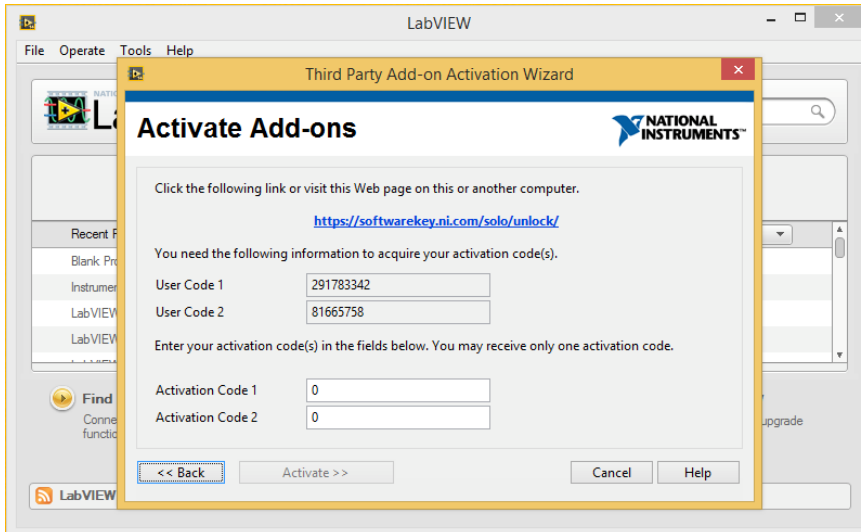 LabVIEW
File Operate Tools Help
Third Party Add-on Activation Wizard
NATIO
La
Activate Add-ons
NATIONAL
INSTRUMENTS™
Click the following link or visit this Web page on this or another computer.
https://softwarekey.ni.com/solo/unlock/
You need the following information to acquire your activation code(s).
User Code 1 291783342
User Code 2 81665758
Enter your activation code(s) in the fields below. You may receive only one activation code.
Activation Code 1 0
Activation Code 2 0
<< Back Activate >> Cancel Help
Recent
Blank Pro
Instrumen
LabVIEW
LabVIEW
Find
Conne
functio
upgrade
LabVIEW